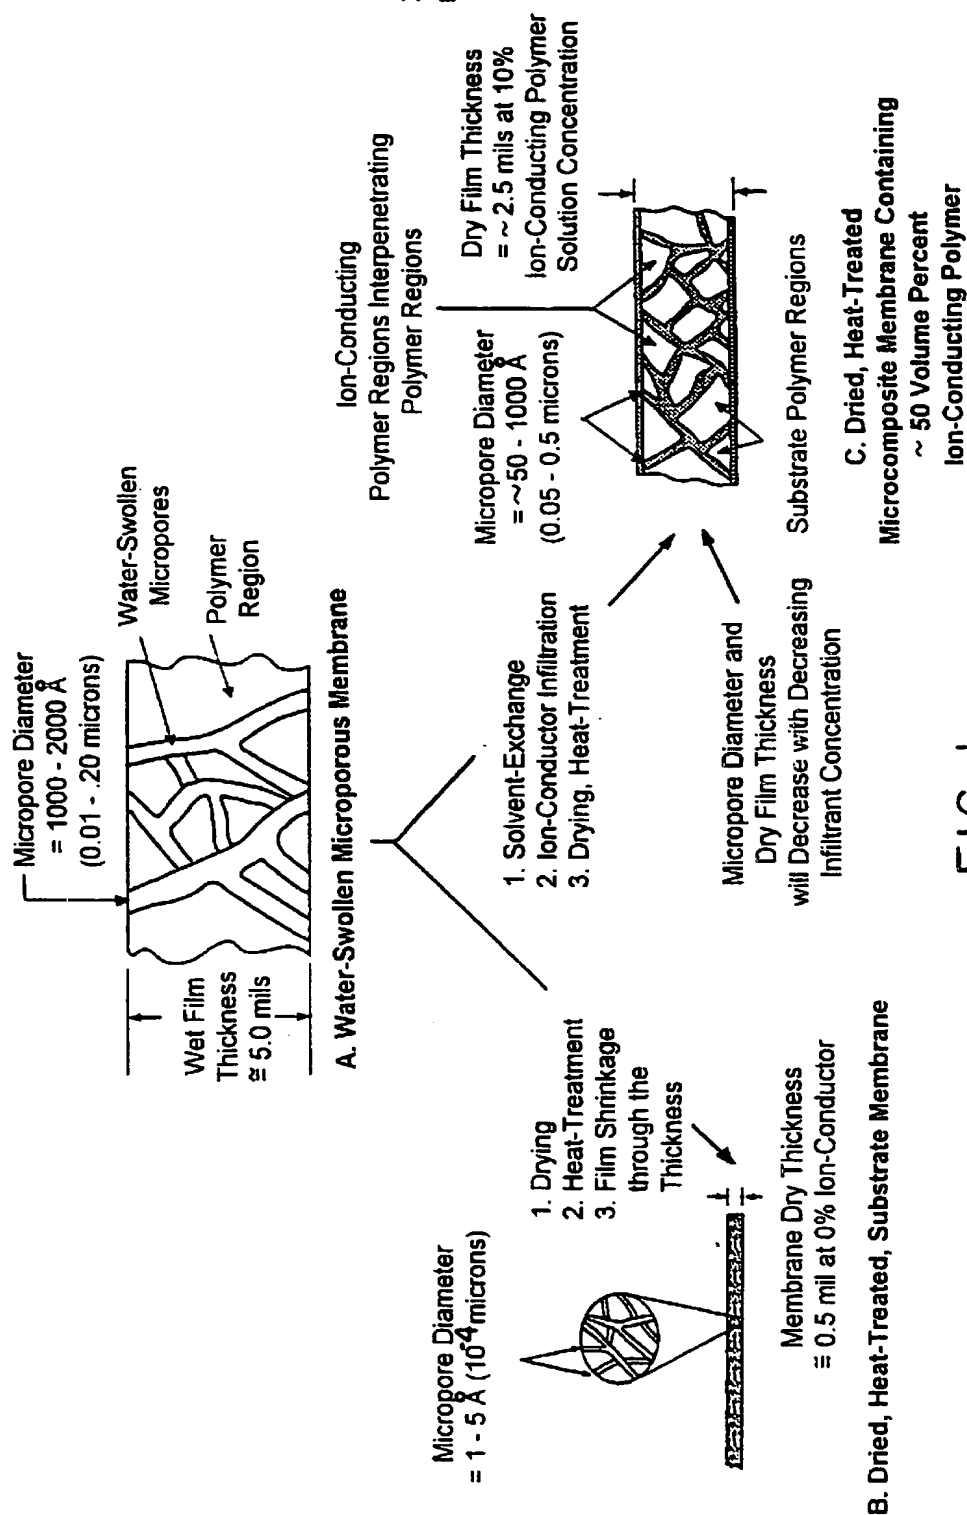 Micropore Diameter
= 1000 - 2000 Å
(0.01 - .20 microns)
Water-Swollen
Micropores
Polymer
Region
Wet Film
Thickness
≅ 5.0 mils
A. Water-Swollen Microporous Membrane
1. Drying
2. Heat-Treatment
3. Film Shrinkage
through the
Thickness
Micropore Diameter
= 1 - 5 Å (10-4 microns)
Membrane Dry Thickness
≡ 0.5 mil at 0% Ion-Conductor
B. Dried, Heat-Treated, Substrate Membrane
1. Solvent-Exchange
2. Ion-Conductor Infiltration
3. Drying, Heat-Treatment
Micropore Diameter and
Dry Film Thickness
will Decrease with Decreasing
Infiltrant Concentration
Ion-Conducting
Polymer Regions Interpenetrating
Polymer Regions
Micropore Diameter
= ~50 - 1000 Å
(0.05 - 0.5 microns)
Dry Film Thickness
= ~ 2.5 mils at 10%
Ion-Conducting Polymer
Solution Concentration
Substrate Polymer Regions
C. Dried, Heat-Treated
Microcomposite Membrane Containing
~ 50 Volume Percent
Ion-Conducting Polymer